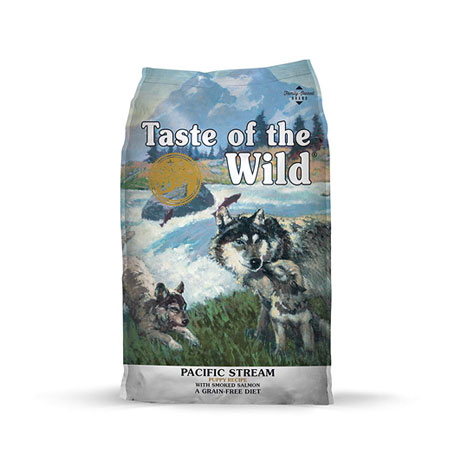 Taste of the
Wild®
PACIFIC STREAM
PUPPY RECIPE
WITH SMOKED SALMON
A GRAIN-FREE DIET